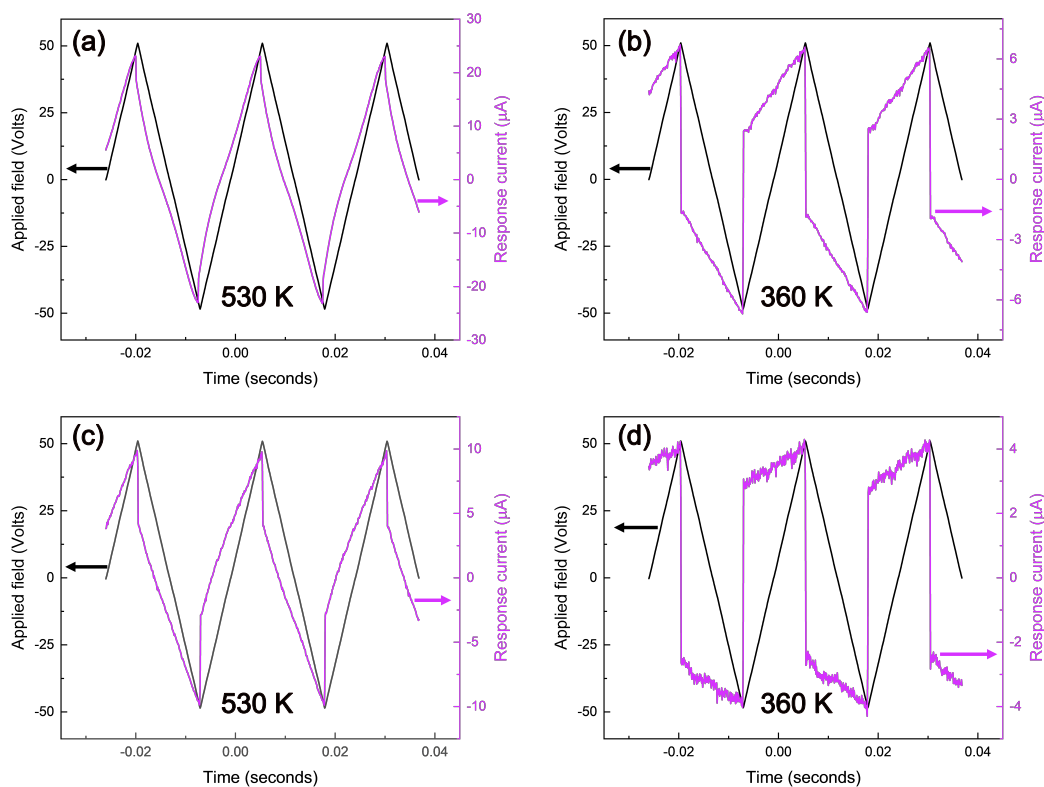 (a)
50
25
0
-25
-50
Applied field (Volts)
30
20
10
0
-10
-20
-30
Response current (µA)
530 K
-0.02
0.00
0.02
0.04
Time (seconds)
(b)
50
25
0
-25
-50
Applied field (Volts)
6
3
0
-3
-6
Response current (µA)
360 K
-0.02
0.00
0.02
0.04
Time (seconds)
(c)
50
25
0
-25
-50
Applied field (Volts)
10
5
0
-5
-10
Response current (µA)
530 K
-0.02
0.00
0.02
0.04
Time (seconds)
(d)
50
25
0
-25
-50
Applied field (Volts)
4
2
0
-2
-4
Response current (µA)
360 K
-0.02
0.00
0.02
0.04
Time (seconds)